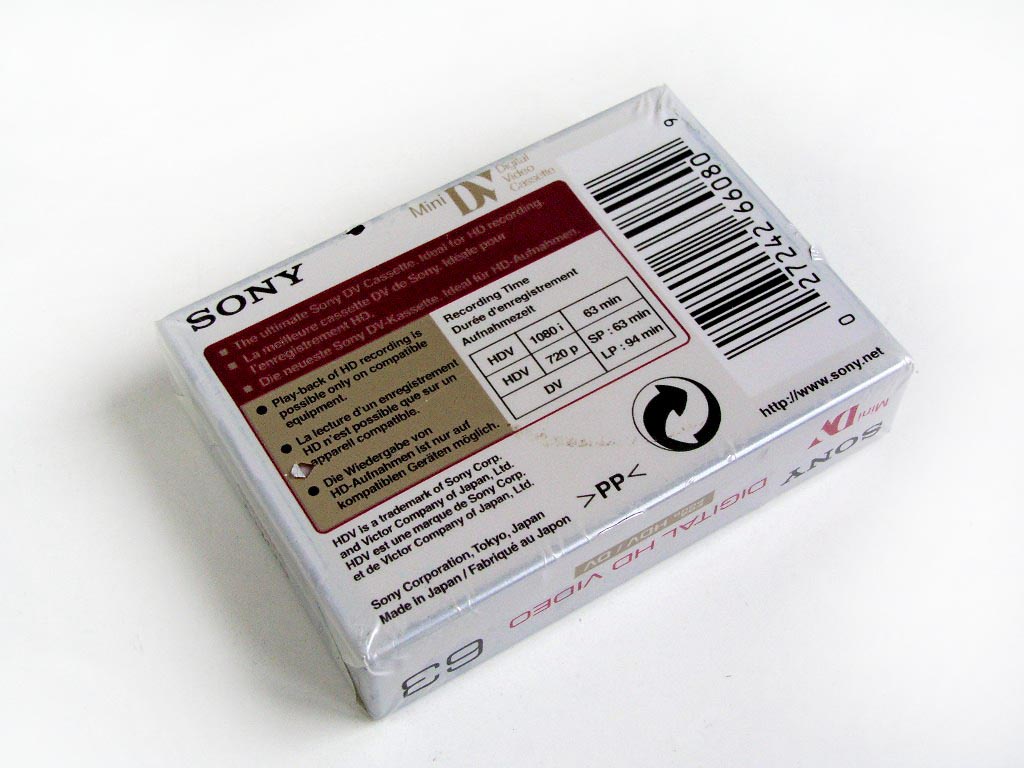 SONY
Mini DV Digital
Video
Cassette
The ultimate Sony DV Cassette. Ideal for HD recording.
La meilleure cassette DV de Sony. Idéale pour
l'enregistrement HD.
Die neueste Sony DV-Kassette. Ideal für HD-Aufnahmen.
● Play-back of HD recording is
possible only on compatible
equipment.
● La lecture d'un enregistrement
HD n'est possible que sur un
appareil compatible.
● Die Wiedergabe von
HD-Aufnahmen ist nur auf
kompatiblen Geräten möglich.
Recording Time
Durée d'enregistrement
Aufnahmezeit
HDV 1080 i 63 min
HDV 720 p
DV SP : 63 min
LP : 94 min
HDV is a trademark of Sony Corp.
and Victor Company of Japan, Ltd.
HDV est une marque de Sony Corp.
et de Victor Company of Japan, Ltd.
>PP<
Sony Corporation, Tokyo, Japan
Made in Japan / Fabriqué au Japon
0 27242 66080 9
http://www.sony.net
Mini DV
SONY DIGITAL HD VIDEO 63
HDV / DV